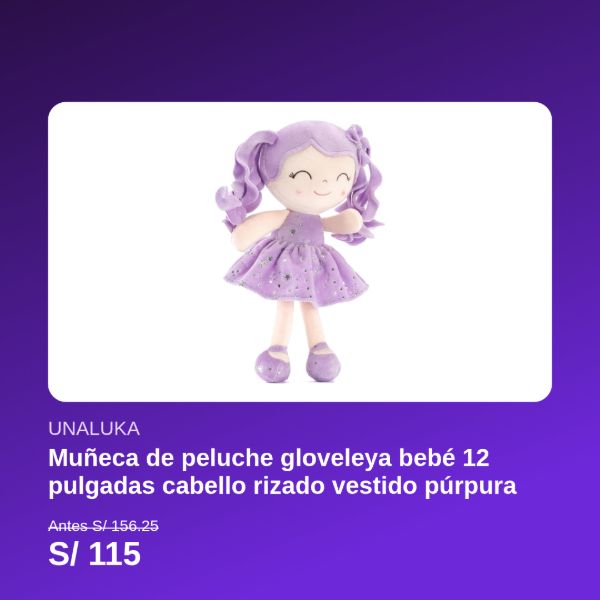 UNALUKA
Muñeca de peluche gloveleya bebé 12
pulgadas cabello rizado vestido púrpura
Antes S/ 156.25
S/ 115